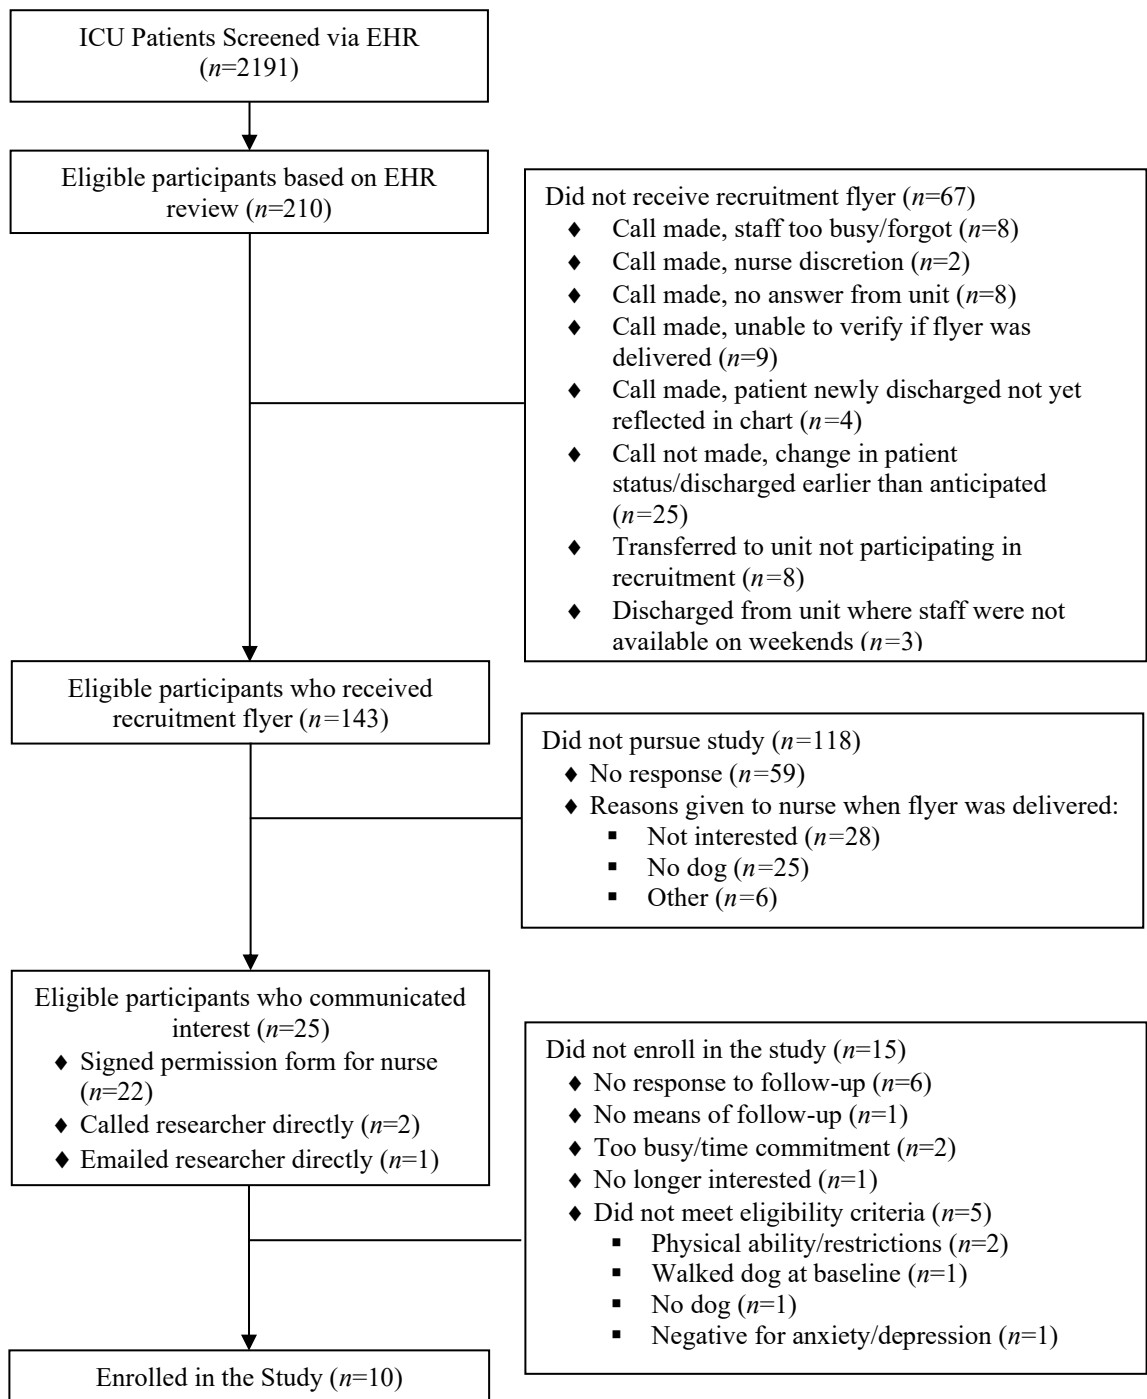 ICU Patients Screened via EHR
(n=2191)
Eligible participants based on EHR
review (n=210)
Did not receive recruitment flyer (n=67)
♦ Call made, staff too busy/forgot (n=8)
♦ Call made, nurse discretion (n=2)
♦ Call made, no answer from unit (n=8)
♦ Call made, unable to verify if flyer was
delivered (n=9)
♦ Call made, patient newly discharged not yet
reflected in chart (n=4)
♦ Call not made, change in patient
status/discharged earlier than anticipated
(n=25)
♦ Transferred to unit not participating in
recruitment (n=8)
♦ Discharged from unit where staff were not
available on weekends (n=3)
Eligible participants who received
recruitment flyer (n=143)
Did not pursue study (n=118)
♦ No response (n=59)
♦ Reasons given to nurse when flyer was delivered:
▪ Not interested (n=28)
▪ No dog (n=25)
▪ Other (n=6)
Eligible participants who communicated
interest (n=25)
♦ Signed permission form for nurse
(n=22)
♦ Called researcher directly (n=2)
♦ Emailed researcher directly (n=1)
Did not enroll in the study (n=15)
♦ No response to follow-up (n=6)
♦ No means of follow-up (n=1)
♦ Too busy/time commitment (n=2)
♦ No longer interested (n=1)
♦ Did not meet eligibility criteria (n=5)
▪ Physical ability/restrictions (n=2)
▪ Walked dog at baseline (n=1)
▪ No dog (n=1)
▪ Negative for anxiety/depression (n=1)
Enrolled in the Study (n=10)